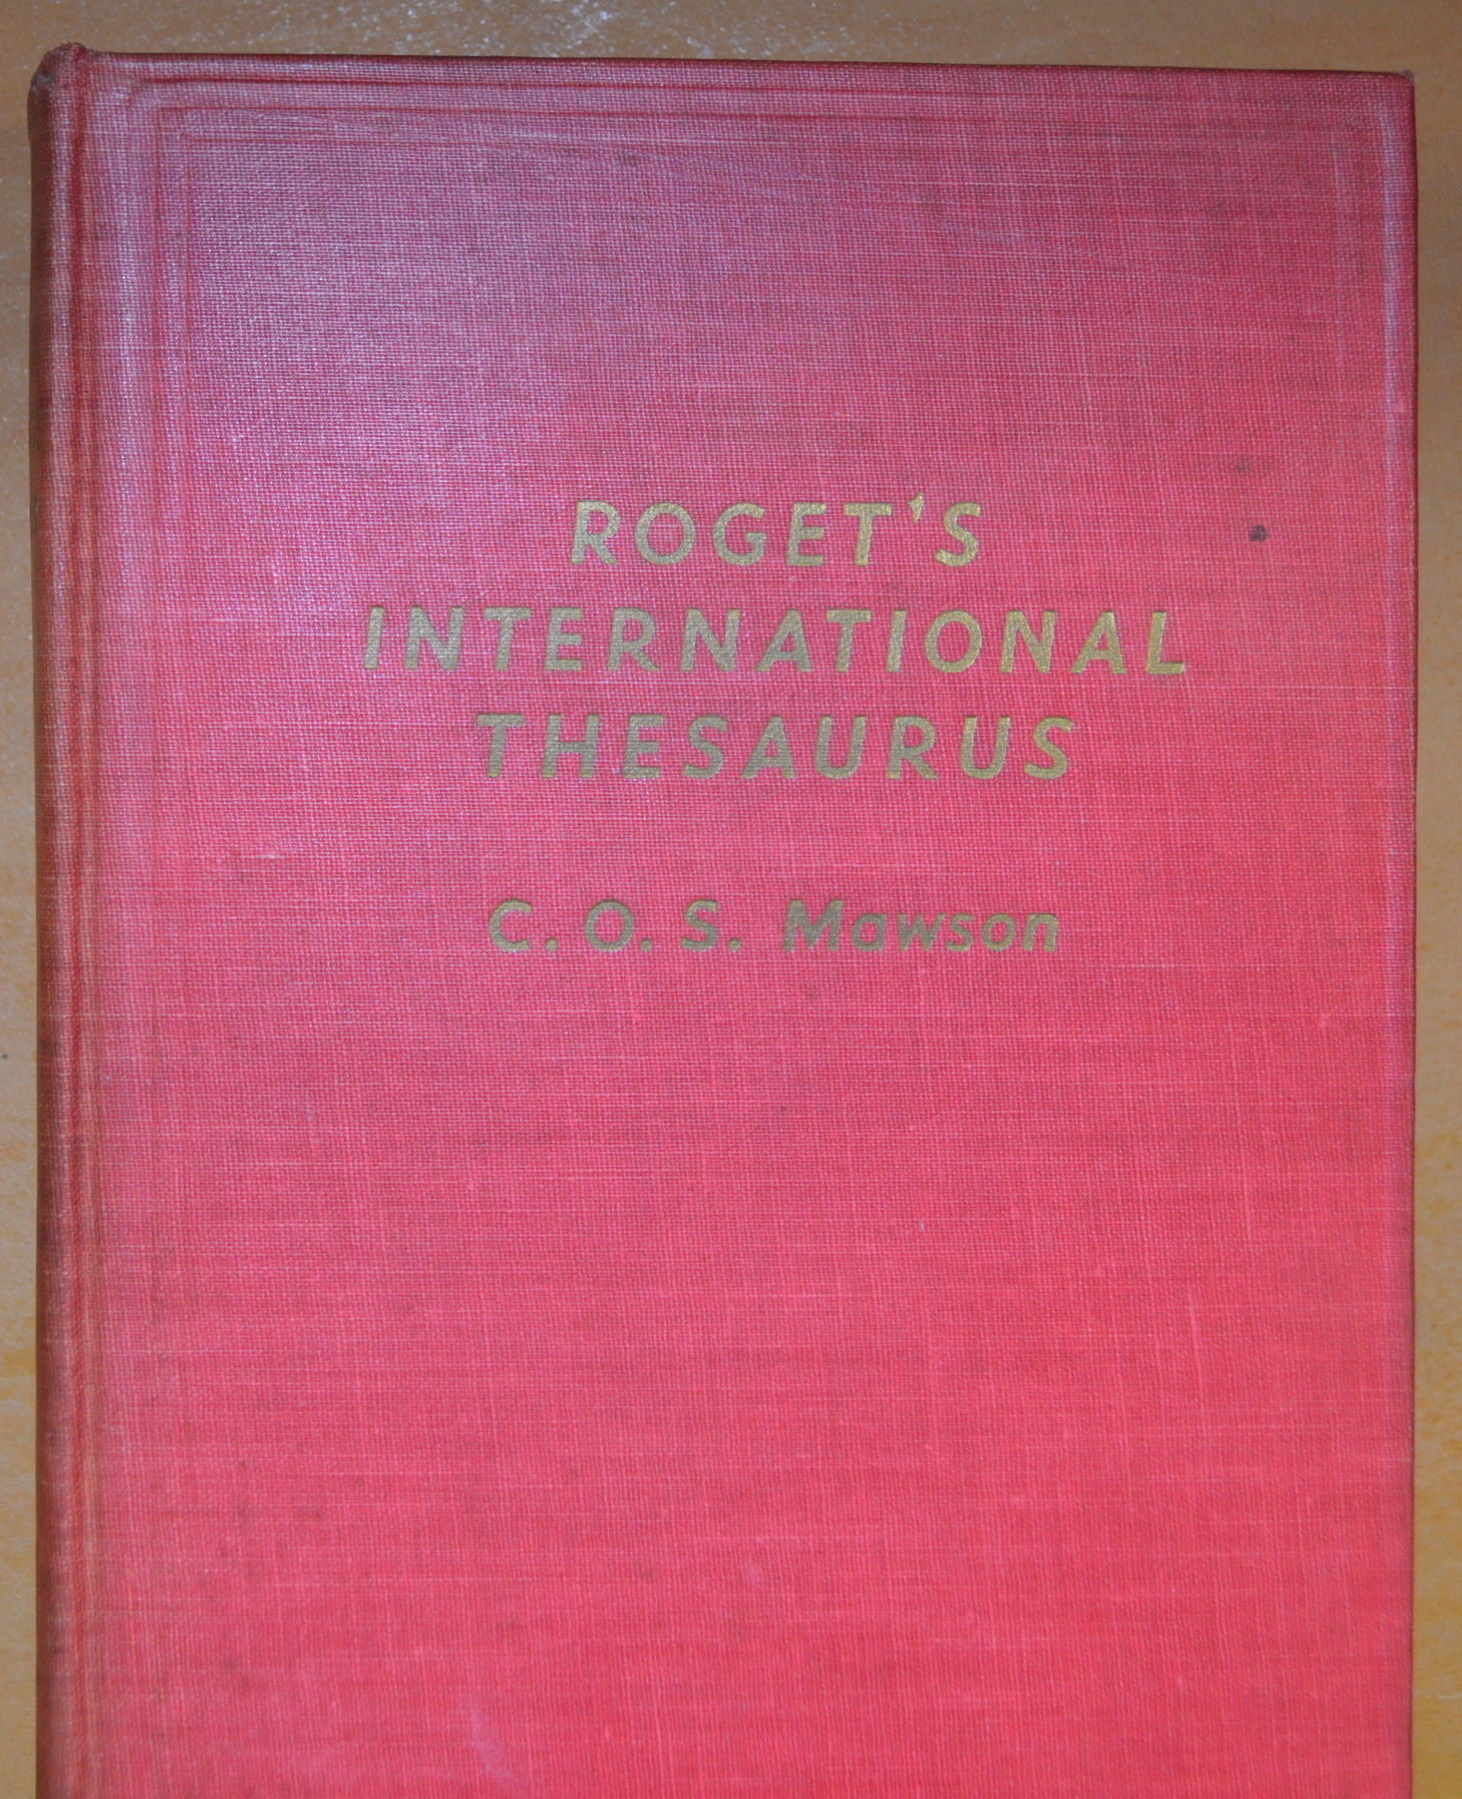 ROGET'S
INTERNATIONAL
THESAURUS
C. O. S. Mawson